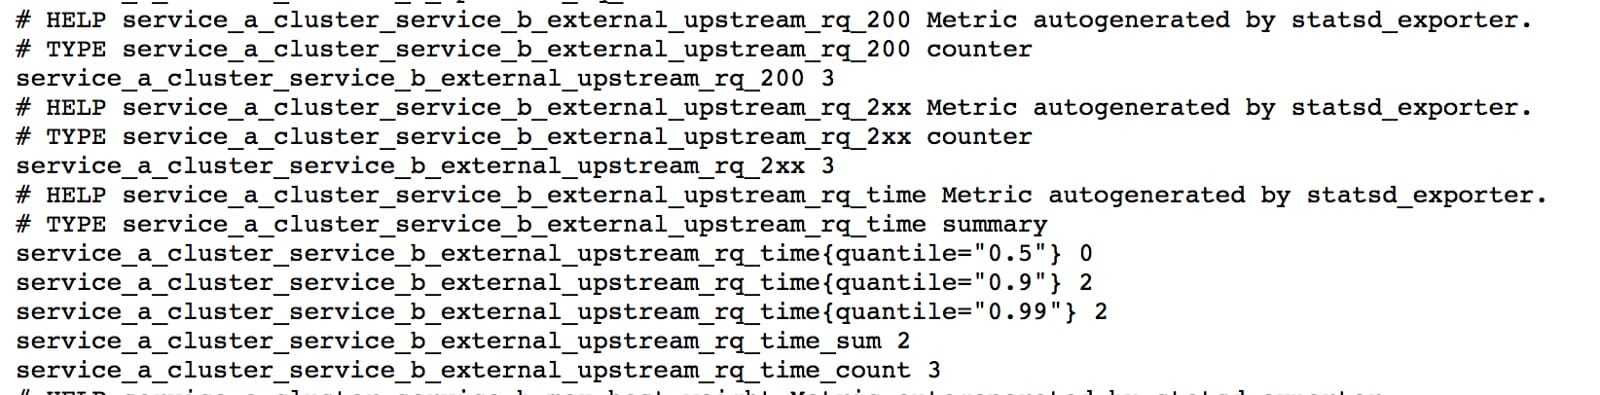 # HELP service_a_cluster_service_b_external_upstream_rq_200 Metric autogenerated by statsd_exporter.
# TYPE service_a_cluster_service_b_external_upstream_rq_200 counter
service_a_cluster_service_b_external_upstream_rq_200 3
# HELP service_a_cluster_service_b_external_upstream_rq_2xx Metric autogenerated by statsd_exporter.
# TYPE service_a_cluster_service_b_external_upstream_rq_2xx counter
service_a_cluster_service_b_external_upstream_rq_2xx 3
# HELP service_a_cluster_service_b_external_upstream_rq_time Metric autogenerated by statsd_exporter.
# TYPE service_a_cluster_service_b_external_upstream_rq_time summary
service_a_cluster_service_b_external_upstream_rq_time{quantile="0.5"} 0
service_a_cluster_service_b_external_upstream_rq_time{quantile="0.9"} 2
service_a_cluster_service_b_external_upstream_rq_time{quantile="0.99"} 2
service_a_cluster_service_b_external_upstream_rq_time_sum 2
service_a_cluster_service_b_external_upstream_rq_time_count 3